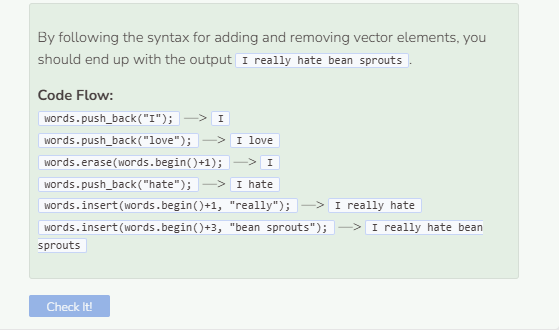 By following the syntax for adding and removing vector elements, you
should end up with the output I really hate bean sprouts .
Code Flow:
words.push_back("I"); —> I
words.push_back("love"); —> I love
words.erase(words.begin()+1); —> I
words.push_back("hate"); —> I hate
words.insert(words.begin()+1, "really"); —> I really hate
words.insert(words.begin()+3, "bean sprouts"); —> I really hate bean
sprouts
Check It!